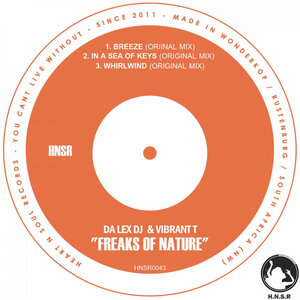 HEART N SOUL RECORDS - YOU CANT LIVE WITHOUT - SINCE 2011 - MADE IN WONDERKOP / RUSTENBURG / SOUTH AFRICA (NW)
1. BREEZE (ORIINAL MIX)
2. IN A SEA OF KEYS (ORIGINAL MIX)
3. WHIRLWIND (ORIGINAL MIX)
HNSR
DA LEX DJ & VIBRANT T
"FREAKS OF NATURE"
HNSR0043
H.N.S.R